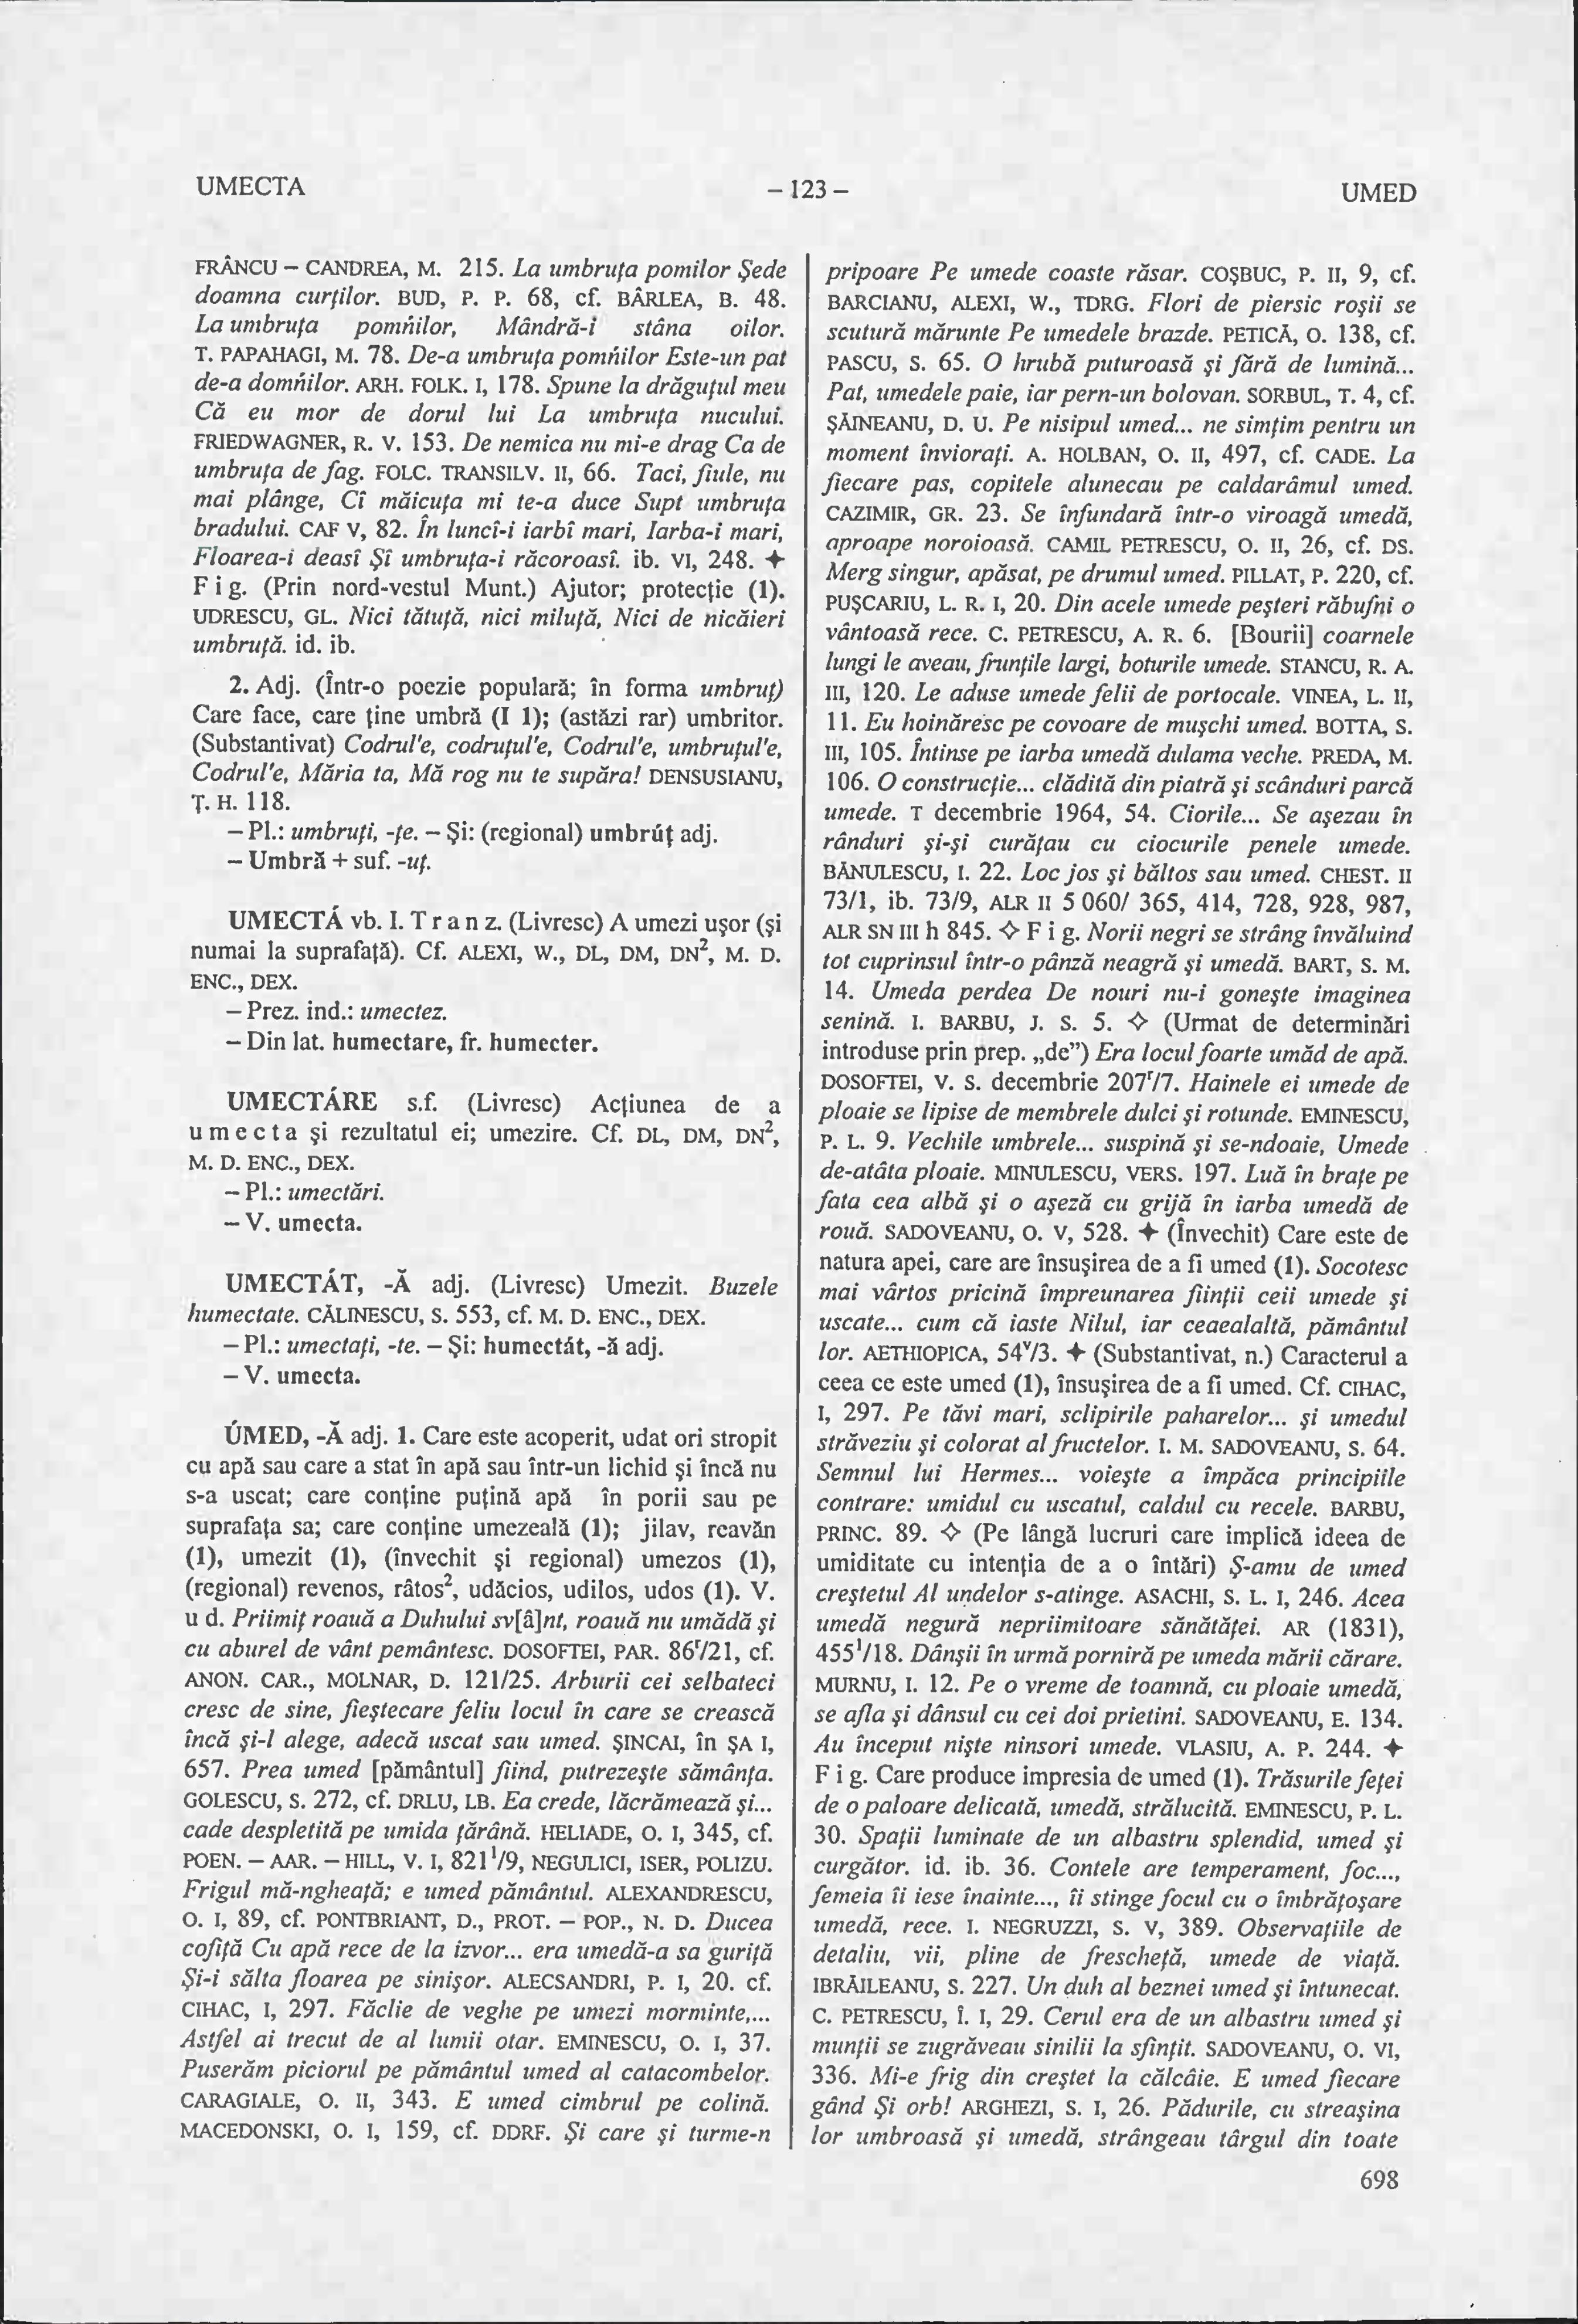 UMECTA – 123 – UMED
FRÂNCU – CANDREA, M. 215. La umbruţa pomilor Şede
doamna curţilor. BUD, P. P. 68, cf. BÂRLEA, B. 48.
La umbruţa pomńilor, Mândră-i stâna oilor.
T. PAPAHAGI, M. 78. De-a umbruţa pomńilor Este-un pat
de-a domńilor. ARH. FOLK. I, 178. Spune la drăguţul meu
Că eu mor de dorul lui La umbruţa nucului.
FRIEDWAGNER, R. V. 153. De nemica nu mi-e drag Ca de
umbruţa de fag. FOLC. TRANSILV. II, 66. Taci, fiule, nu
mai plânge, Cî măicuţa mi te-a duce Supt umbruţa
bradului. CAF V, 82. În luncî-i iarbî mari, Iarba-i mari,
Floarea-i deasî Şî umbruţa-i răcoroasî. ib. VI, 248. ✦
Fig. (Prin nord-vestul Munt.) Ajutor; protecţie (1).
UDRESCU, GL. Nici tătuţă, nici miluţă, Nici de nicăieri
umbruţă. id. ib.
2. Adj. (Într-o poezie populară; în forma umbruţ)
Care face, care ţine umbră (I 1); (astăzi rar) umbritor.
(Substantivat) Codrul'e, codruţul'e, Codrul'e, umbruţul'e,
Codrul'e, Măria ta, Mă rog nu te supăra! DENSUSIANU,
Ţ. H. 118.
– Pl.: umbruţi, -ţe. – Şi: (regional) umbrúţ adj.
– Umbră + suf. -uţ.
UMECTÁ vb. I. Tranz. (Livresc) A umezi uşor (şi
numai la suprafaţă). Cf. ALEXI, W., DL, DM, DN², M. D.
ENC., DEX.
– Prez. ind.: umectez.
– Din lat. humectare, fr. humecter.
UMECTÁRE s.f. (Livresc) Acţiunea de a
umecta şi rezultatul ei; umezire. Cf. DL, DM, DN²,
M. D. ENC., DEX.
– Pl.: umectări.
– V. umecta.
UMECTÁT, -Ă adj. (Livresc) Umezit. Buzele
humectate. CĂLINESCU, S. 553, cf. M. D. ENC., DEX.
– Pl.: umectaţi, -te. – Şi: humectát, -ă adj.
– V. umecta.
ÚMED, -Ă adj. 1. Care este acoperit, udat ori stropit
cu apă sau care a stat în apă sau într-un lichid şi încă nu
s-a uscat; care conţine puţină apă în porii sau pe
suprafaţa sa; care conţine umezeală (1); jilav, reavăn
(1), umezit (1), (învechit şi regional) umezos (1),
(regional) revenos, râtos², udăcios, udilos, udos (1). V.
ud. Priimiţ roauă a Duhului sv[â]nt, roauă nu umădă şi
cu aburel de vânt pemântesc. DOSOFTEI, PAR. 86ʳ/21, cf.
ANON. CAR., MOLNAR, D. 121/25. Arburii cei selbateci
cresc de sine, fieştecare feliu locul în care se crească
încă şi-l alege, adecă uscat sau umed. ŞINCAI, în ŞA I,
657. Prea umed [pământul] fiind, putrezeşte sămânţa.
GOLESCU, S. 272, cf. DRLU, LB. Ea crede, lăcrămează şi...
cade despletită pe umida ţărână. HELIADE, O. I, 345, cf.
POEN. – AAR. – HILL, V. I, 821¹/9, NEGULICI, ISER, POLIZU.
Frigul mă-ngheaţă; e umed pământul. ALEXANDRESCU,
O. I, 89, cf. PONTBRIANT, D., PROT. – POP., N. D. Ducea
cofiţă Cu apă rece de la izvor... era umedă-a sa guriţă
Şi-i sălta floarea pe sinişor. ALECSANDRI, P. I, 20. cf.
CIHAC, I, 297. Făclie de veghe pe umezi morminte,...
Astfel ai trecut de al lumii otar. EMINESCU, O. I, 37.
Puserăm piciorul pe pământul umed al catacombelor.
CARAGIALE, O. II, 343. E umed cimbrul pe colină.
MACEDONSKI, O. I, 159, cf. DDRF. Şi care şi turme-n
pripoare Pe umede coaste răsar. COŞBUC, P. II, 9, cf.
BARCIANU, ALEXI, W., TDRG. Flori de piersic roşii se
scutură mărunte Pe umedele brazde. PETICĂ, O. 138, cf.
PASCU, S. 65. O hrubă puturoasă şi fără de lumină...
Pat, umedele paie, iar pern-un bolovan. SORBUL, T. 4, cf.
ŞĂINEANU, D. U. Pe nisipul umed... ne simţim pentru un
moment învioraţi. A. HOLBAN, O. II, 497, cf. CADE. La
fiecare pas, copitele alunecau pe caldarâmul umed.
CAZIMIR, GR. 23. Se înfundară într-o viroagă umedă,
aproape noroioasă. CAMIL PETRESCU, O. II, 26, cf. DS.
Merg singur, apăsat, pe drumul umed. PILLAT, P. 220, cf.
PUŞCARIU, L. R. I, 20. Din acele umede peşteri răbufni o
vântoasă rece. C. PETRESCU, A. R. 6. [Bourii] coarnele
lungi le aveau, frunţile largi, boturile umede. STANCU, R. A.
III, 120. Le aduse umede felii de portocale. VINEA, L. II,
11. Eu hoinăresc pe covoare de muşchi umed. BOTTA, S.
III, 105. Întinse pe iarba umedă dulama veche. PREDA, M.
106. O construcţie... clădită din piatră şi scânduri parcă
umede. T decembrie 1964, 54. Ciorile... Se aşezau în
rânduri şi-şi curăţau cu ciocurile penele umede.
BĂNULESCU, I. 22. Loc jos şi băltos sau umed. CHEST. II
73/1, ib. 73/9, ALR II 5 060/ 365, 414, 728, 928, 987,
ALR SN III h 845. ◇ Fig. Norii negri se strâng învăluind
tot cuprinsul într-o pânză neagră şi umedă. BART, S. M.
14. Umeda perdea De nouri nu-i goneşte imaginea
senină. I. BARBU, J. S. 5. ◇ (Urmat de determinări
introduse prin prep. „de”) Era locul foarte umăd de apă.
DOSOFTEI, V. S. decembrie 207ʳ/7. Hainele ei umede de
ploaie se lipise de membrele dulci şi rotunde. EMINESCU,
P. L. 9. Vechile umbrele... suspină şi se-ndoaie, Umede
de-atâta ploaie. MINULESCU, VERS. 197. Luă în braţe pe
fata cea albă şi o aşeză cu grijă în iarba umedă de
rouă. SADOVEANU, O. V, 528. ✦ (Învechit) Care este de
natura apei, care are însuşirea de a fi umed (1). Socotesc
mai vârtos pricină împreunarea fiinţii ceii umede şi
uscate... cum că iaste Nilul, iar ceaealaltă, pământul
lor. AETHIOPICA, 54ᵛ/3. ✦ (Substantivat, n.) Caracterul a
ceea ce este umed (1), însuşirea de a fi umed. Cf. CIHAC,
I, 297. Pe tăvi mari, sclipirile paharelor... şi umedul
străveziu şi colorat al fructelor. I. M. SADOVEANU, S. 64.
Semnul lui Hermes... voieşte a împăca principiile
contrare: umidul cu uscatul, caldul cu recele. BARBU,
PRINC. 89. ◇ (Pe lângă lucruri care implică ideea de
umiditate cu intenţia de a o întări) Ş-amu de umed
creştetul Al undelor s-atinge. ASACHI, S. L. I, 246. Acea
umedă negură nepriimitoare sănătăţei. AR (1831),
455¹/18. Dânşii în urmă porniră pe umeda mării cărare.
MURNU, I. 12. Pe o vreme de toamnă, cu ploaie umedă,
se afla şi dânsul cu cei doi prietini. SADOVEANU, E. 134.
Au început nişte ninsori umede. VLASIU, A. P. 244. ✦
Fig. Care produce impresia de umed (1). Trăsurile feţei
de o paloare delicată, umedă, strălucită. EMINESCU, P. L.
30. Spaţii luminate de un albastru splendid, umed şi
curgător. id. ib. 36. Contele are temperament, foc...,
femeia îi iese înainte..., îi stinge focul cu o îmbrăţoşare
umedă, rece. I. NEGRUZZI, S. V, 389. Observaţiile de
detaliu, vii, pline de frescheţă, umede de viaţă.
IBRĂILEANU, S. 227. Un duh al beznei umed şi întunecat.
C. PETRESCU, Î. I, 29. Cerul era de un albastru umed şi
munţii se zugrăveau sinilii la sfinţit. SADOVEANU, O. VI,
336. Mi-e frig din creştet la călcâie. E umed fiecare
gând Şi orb! ARGHEZI, S. I, 26. Pădurile, cu streaşina
lor umbroasă şi umedă, strângeau târgul din toate
698